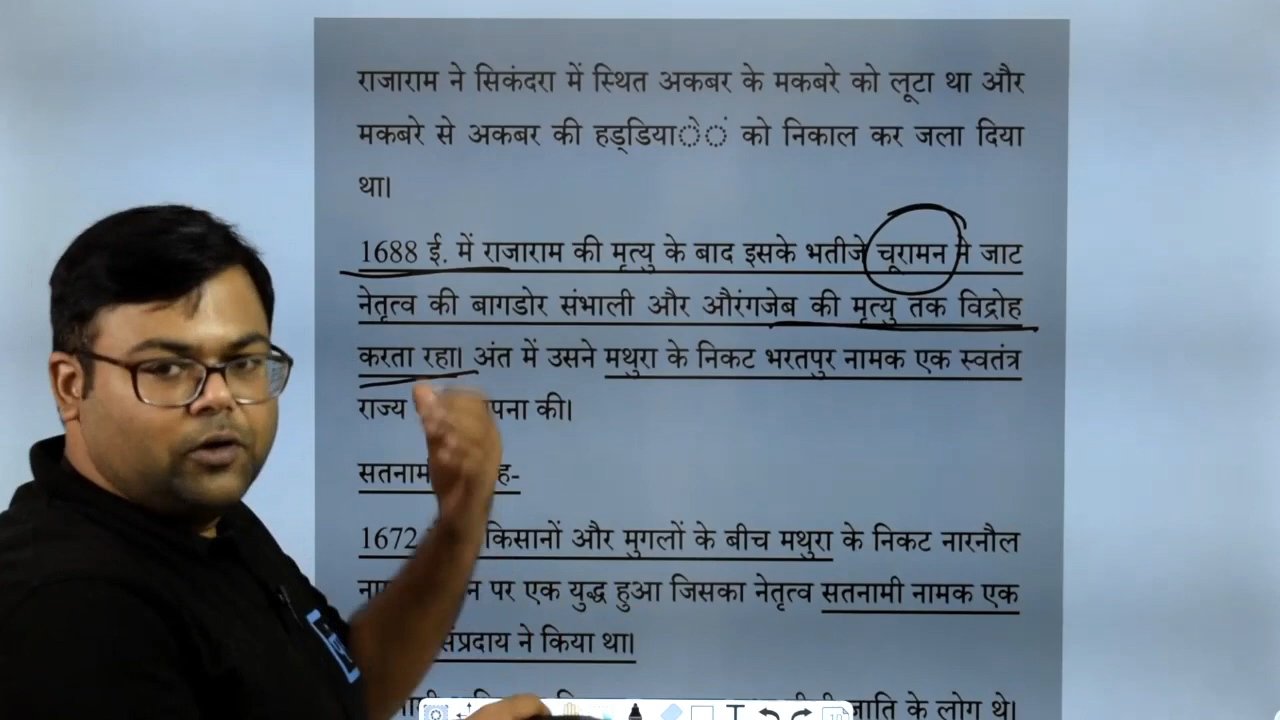 राजाराम ने सिकंदरा में स्थित अकबर के मकबरे को लूटा था और
मकबरे से अकबर की हड्डियाेें को निकाल कर जला दिया
था।
1688 ई. में राजाराम की मृत्यु के बाद इसके भतीजे चूरामन ने जाट
नेतृत्व की बागडोर संभाली और औरंगजेब की मृत्यु तक विद्रोह
करता रहा। अंत में उसने मथुरा के निकट भरतपुर नामक एक स्वतंत्र
राज्य पना की।
सतनामी ह-
1672 किसानों और मुगलों के बीच मथुरा के निकट नारनौल
पर एक युद्ध हुआ जिसका नेतृत्व सतनामी नामक एक
संप्रदाय ने किया था।
जाति के लोग थे।